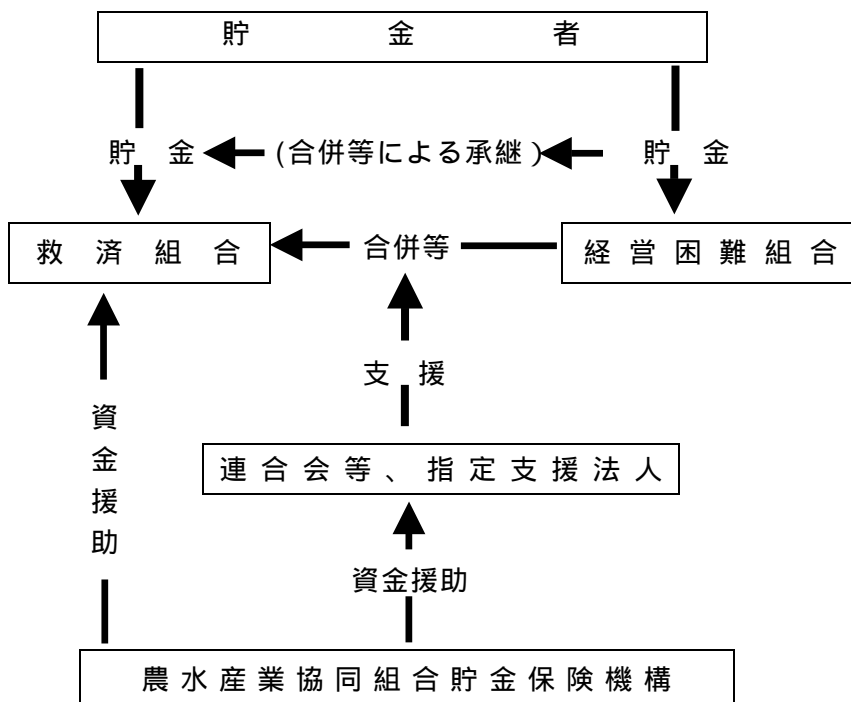 貯金者
貯金 (合併等による承継) 貯金
救済組合 合併等 経営困難組合
支援
資金援助
連合会等、指定支援法人
資金援助
農水産業協同組合貯金保険機構